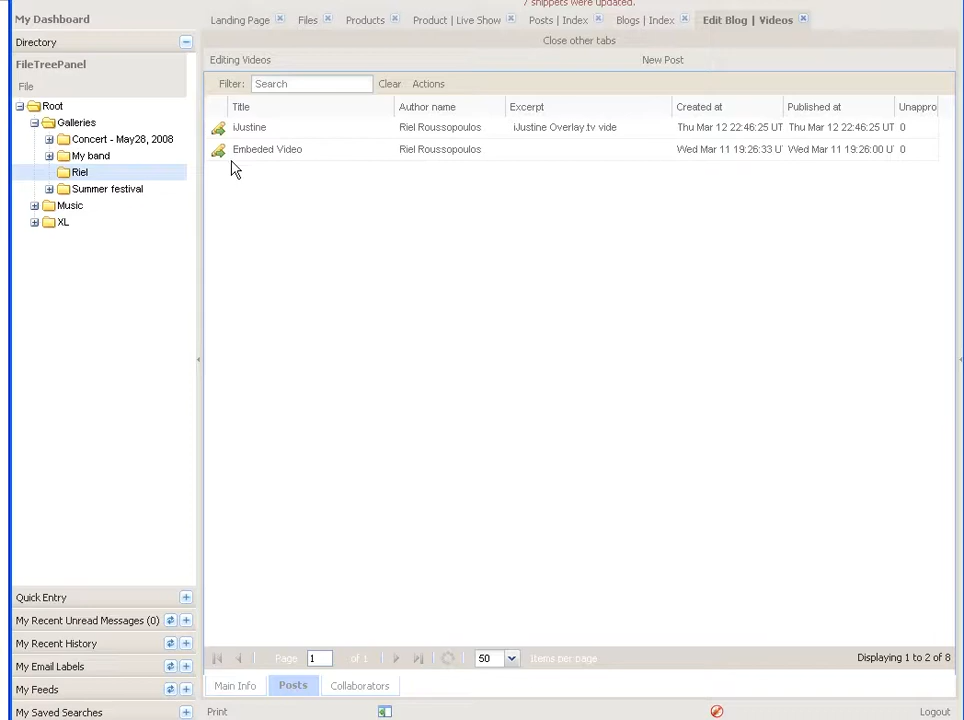 7 snippets were updated.
My Dashboard
Landing Page Files Products Product | Live Show Posts | Index Blogs | Index Edit Blog | Videos
Directory
Close other tabs
FileTreePanel
Editing Videos New Post
File
Filter: Search Clear Actions
Root
Title Author name Excerpt Created at Published at Unappro
Galleries
iJustine Riel Roussopoulos iJustine Overlay.tv vide Thu Mar 12 22:46:25 UT Thu Mar 12 22:46:25 UT 0
Concert - May28, 2008
Embeded Video Riel Roussopoulos Wed Mar 11 19:26:33 U Wed Mar 11 19:26:00 U 0
My band
Riel
Summer festival
Music
XL
Quick Entry
My Recent Unread Messages (0)
My Recent History
Page 1 of 1 50 Items per page Displaying 1 to 2 of 8
My Email Labels
Main Info Posts Collaborators
My Feeds
My Saved Searches
Print Logout